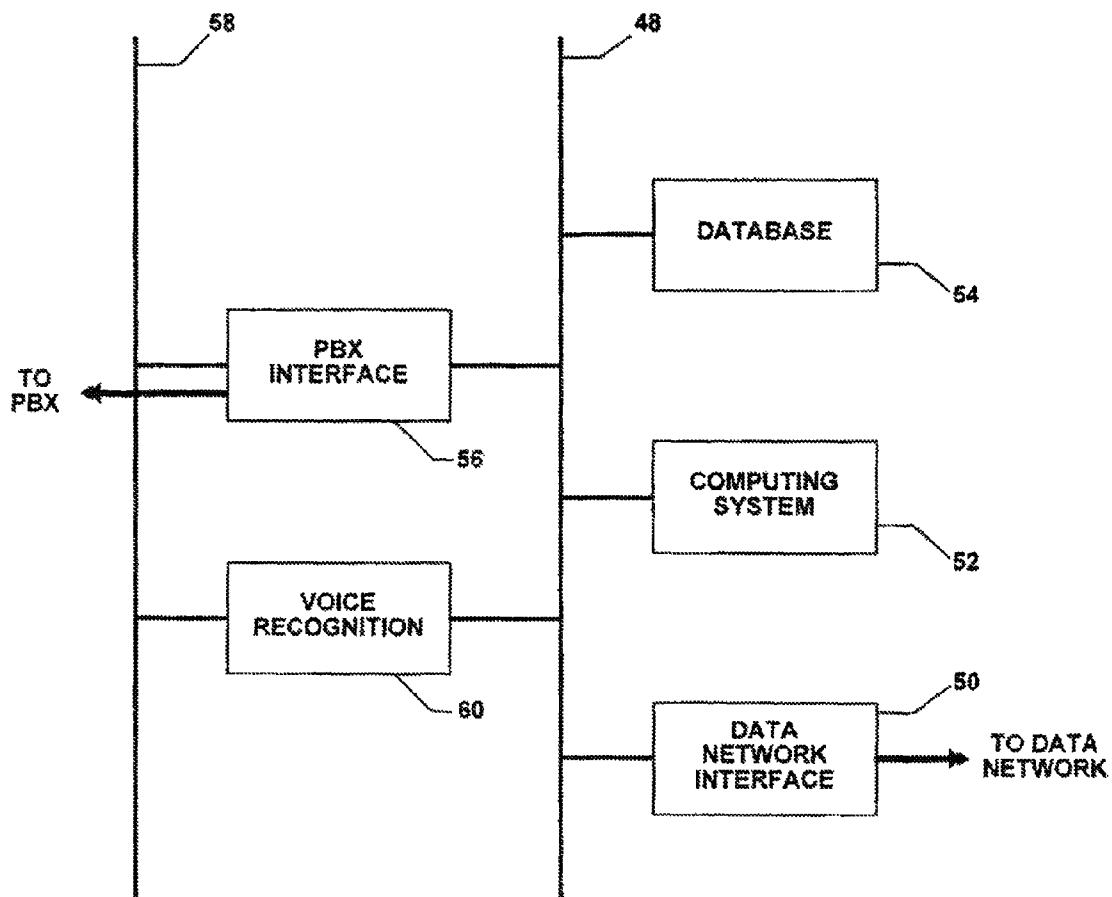 58
48
DATABASE
54
PBX
INTERFACE
TO
PBX
56
COMPUTING
SYSTEM
52
VOICE
RECOGNITION
60
50
DATA
NETWORK
INTERFACE
TO DATA
NETWORK